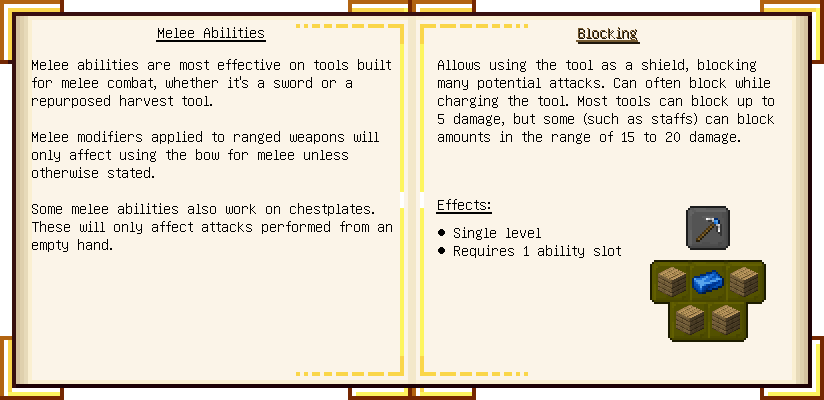 Melee Abilities
Melee abilities are most effective on tools built
for melee combat, whether it's a sword or a
repurposed harvest tool.
Melee modifiers applied to ranged weapons will
only affect using the bow for melee unless
otherwise stated.
Some melee abilities also work on chestplates.
These will only affect attacks performed from an
empty hand.
Blocking
Allows using the tool as a shield, blocking
many potential attacks. Can often block while
charging the tool. Most tools can block up to
5 damage, but some (such as staffs) can block
amounts in the range of 15 to 20 damage.
Effects:
• Single level
• Requires 1 ability slot